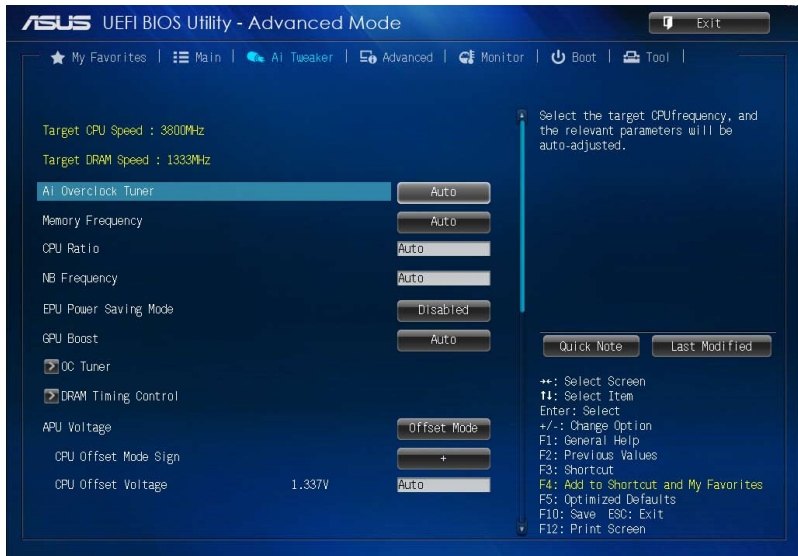 ASUS UEFI BIOS Utility - Advanced Mode
Exit
My Favorites | Main | Ai Tweaker | Advanced | Monitor | Boot | Tool |
Target CPU Speed : 3800MHz
Target DRAM Speed : 1333MHz
Ai Overclock Tuner Auto
Memory Frequency Auto
CPU Ratio Auto
NB Frequency Auto
EPU Power Saving Mode Disabled
GPU Boost Auto
OC Tuner
DRAM Timing Control
APU Voltage Offset Mode
CPU Offset Mode Sign +
CPU Offset Voltage 1.337V Auto
Select the target CPUfrequency, and
the relevant parameters will be
auto-adjusted.
Quick Note Last Modified
→←: Select Screen
↑↓: Select Item
Enter: Select
+/-: Change Option
F1: General Help
F2: Previous Values
F3: Shortcut
F4: Add to Shortcut and My Favorites
F5: Optimized Defaults
F10: Save ESC: Exit
F12: Print Screen